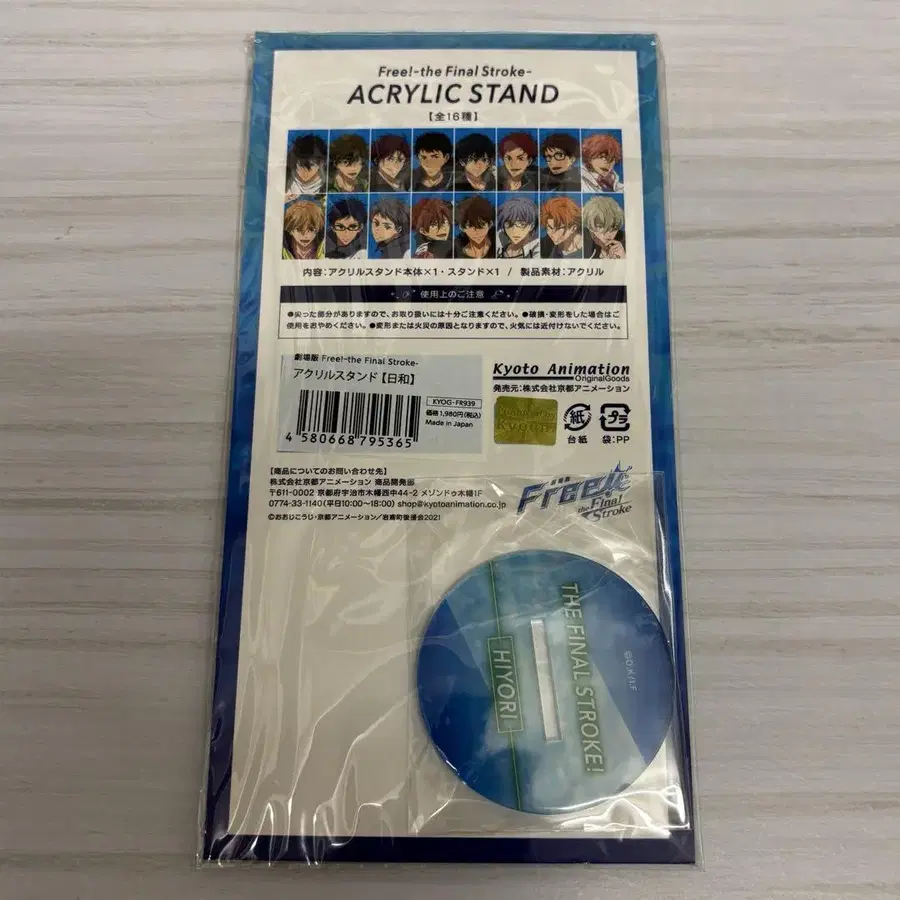 Free!-the Final Stroke-
ACRYLIC STAND
【全16種】
内容:アクリルスタンド本体×1・スタンド×1 / 製品素材:アクリル
使用上のご注意
●尖った部分がありますので、お取り扱いには十分ご注意ください。●破損・変形をした場合はご
使用をおやめください。●変形または火災の原因となりますので、火気には近付けないでください。
劇場版 Free!-the Final Stroke-
アクリルスタンド【日和】
KYOG-FR939
価格1,980円(税込)
Made in Japan
4 580668 795365
Kyoto Animation
OriginalGoods
発売元:株式会社京都アニメーション
紙
台紙
プラ
袋:PP
【商品についてのお問い合わせ先】
株式会社京都アニメーション 商品開発部
〒611-0002 京都府宇治市木幡西中44-2 メゾンドゥ木幡1F
0774-33-1140(平日10:00~18:00) shop@kyotoanimation.co.jp
©おおじこうじ・京都アニメーション/岩鳶町後援会2021
Free!
the Final
Stroke
THE FINAL STROKE!
HIYORI